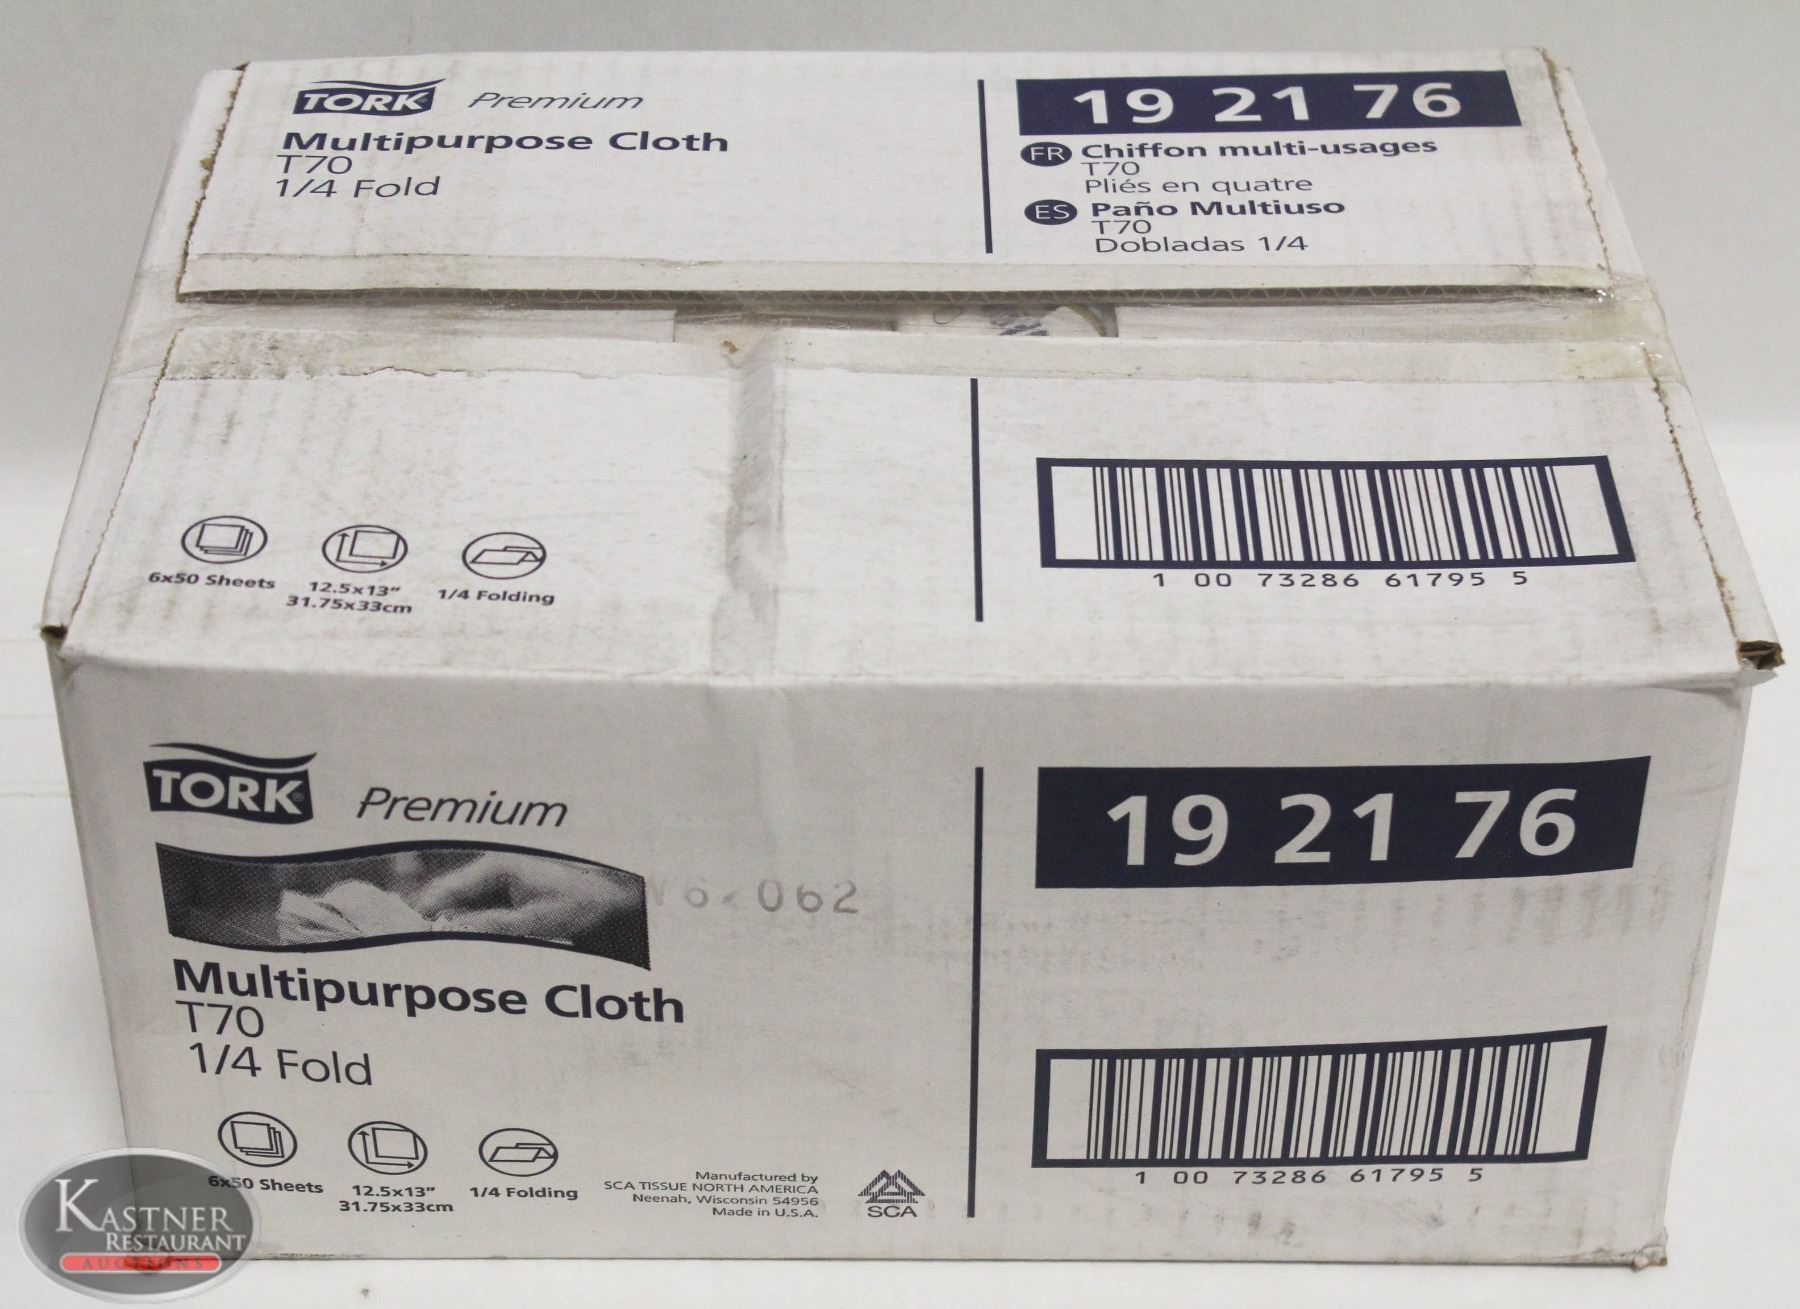 TORK Premium
Multipurpose Cloth
T70
1/4 Fold
19 21 76
FR Chiffon multi-usages
T70
Pliés en quatre
ES Paño Multiuso
T70
Dobladas 1/4
6x50 Sheets
12.5x13"
31.75x33cm
1/4 Folding
1 00 73286 61795 5
TORK® Premium
19 21 76
062
Multipurpose Cloth
T70
1/4 Fold
6x50 Sheets
12.5x13"
31.75x33cm
1/4 Folding
Manufactured by
SCA TISSUE NORTH AMERICA
Neenah, Wisconsin 54956
Made in U.S.A.
SCA
1 00 73286 61795 5
KASTNER
RESTAURANT
AUCTIONS